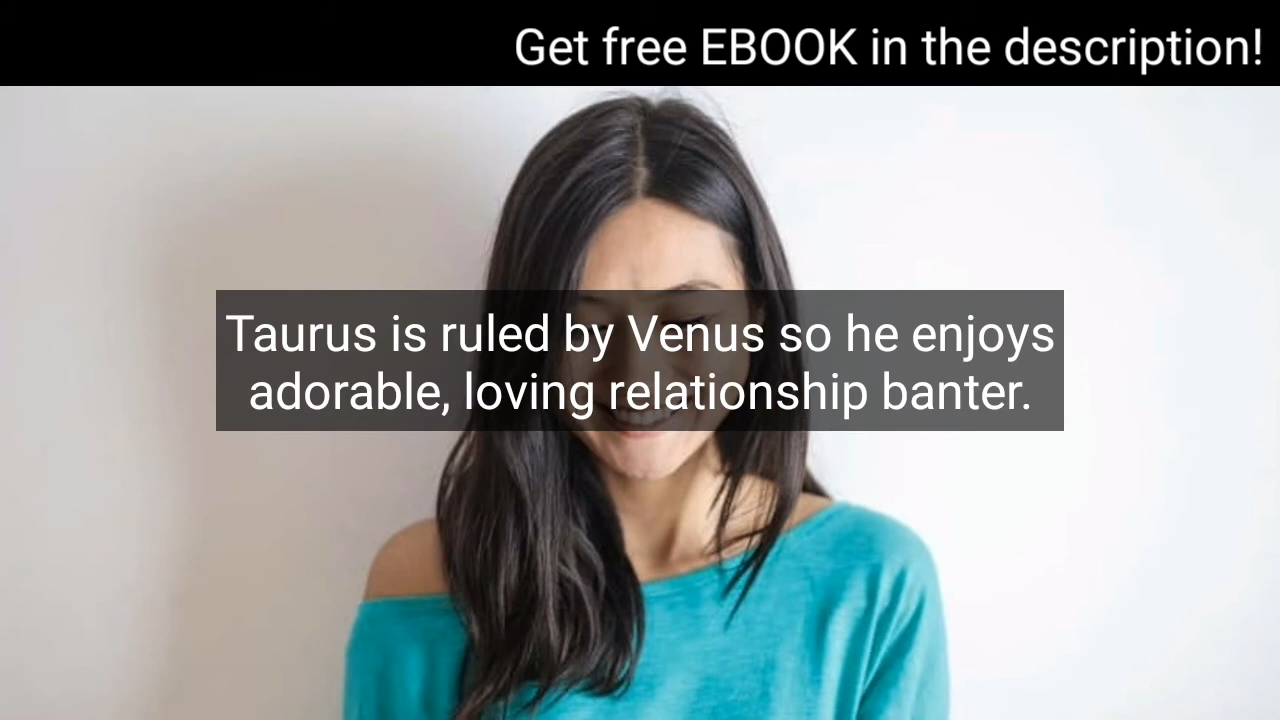 Get free EBOOK in the description!
Taurus is ruled by Venus so he enjoys
adorable, loving relationship banter.